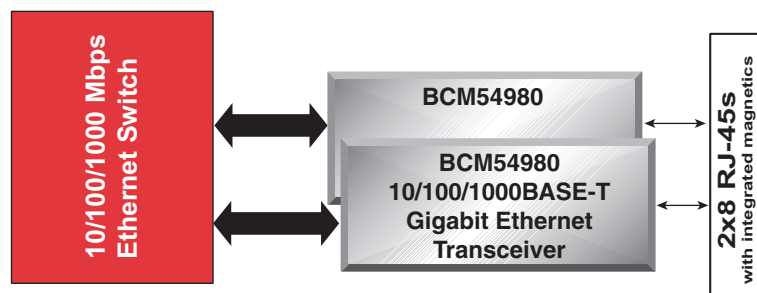 10/100/1000 Mbps
Ethernet Switch
BCM54980
BCM54980
10/100/1000BASE-T
Gigabit Ethernet
Transceiver
2x8 RJ-45s
with integrated magnetics